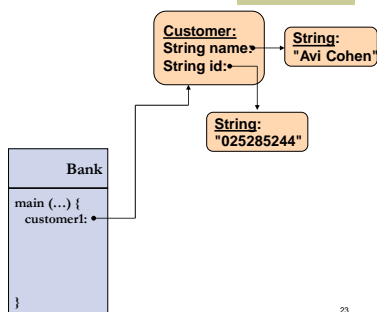 Customer:
String name:
String id:
String:
"Avi Cohen"
String:
"025285244"
Bank
main (…) {
customer1:
}
23